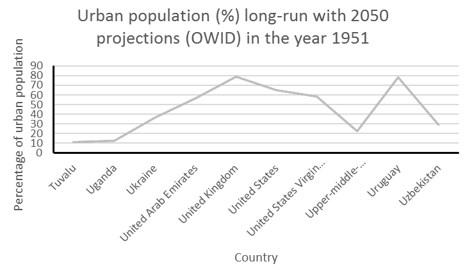 Urban population (%) long-run with 2050
projections (OWID) in the year 1951
Percentage of urban population
90
80
70
60
50
40
30
20
10
0
Tuvalu
Uganda
Ukraine
United Arab Emirates
United Kingdom
United States
United States Virgin...
Upper-middle-...
Uruguay
Uzbekistan
Country